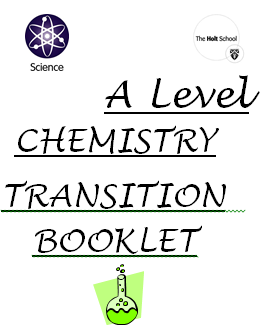 The Holt School
Science
A Level
CHEMISTRY
TRANSITION
BOOKLET